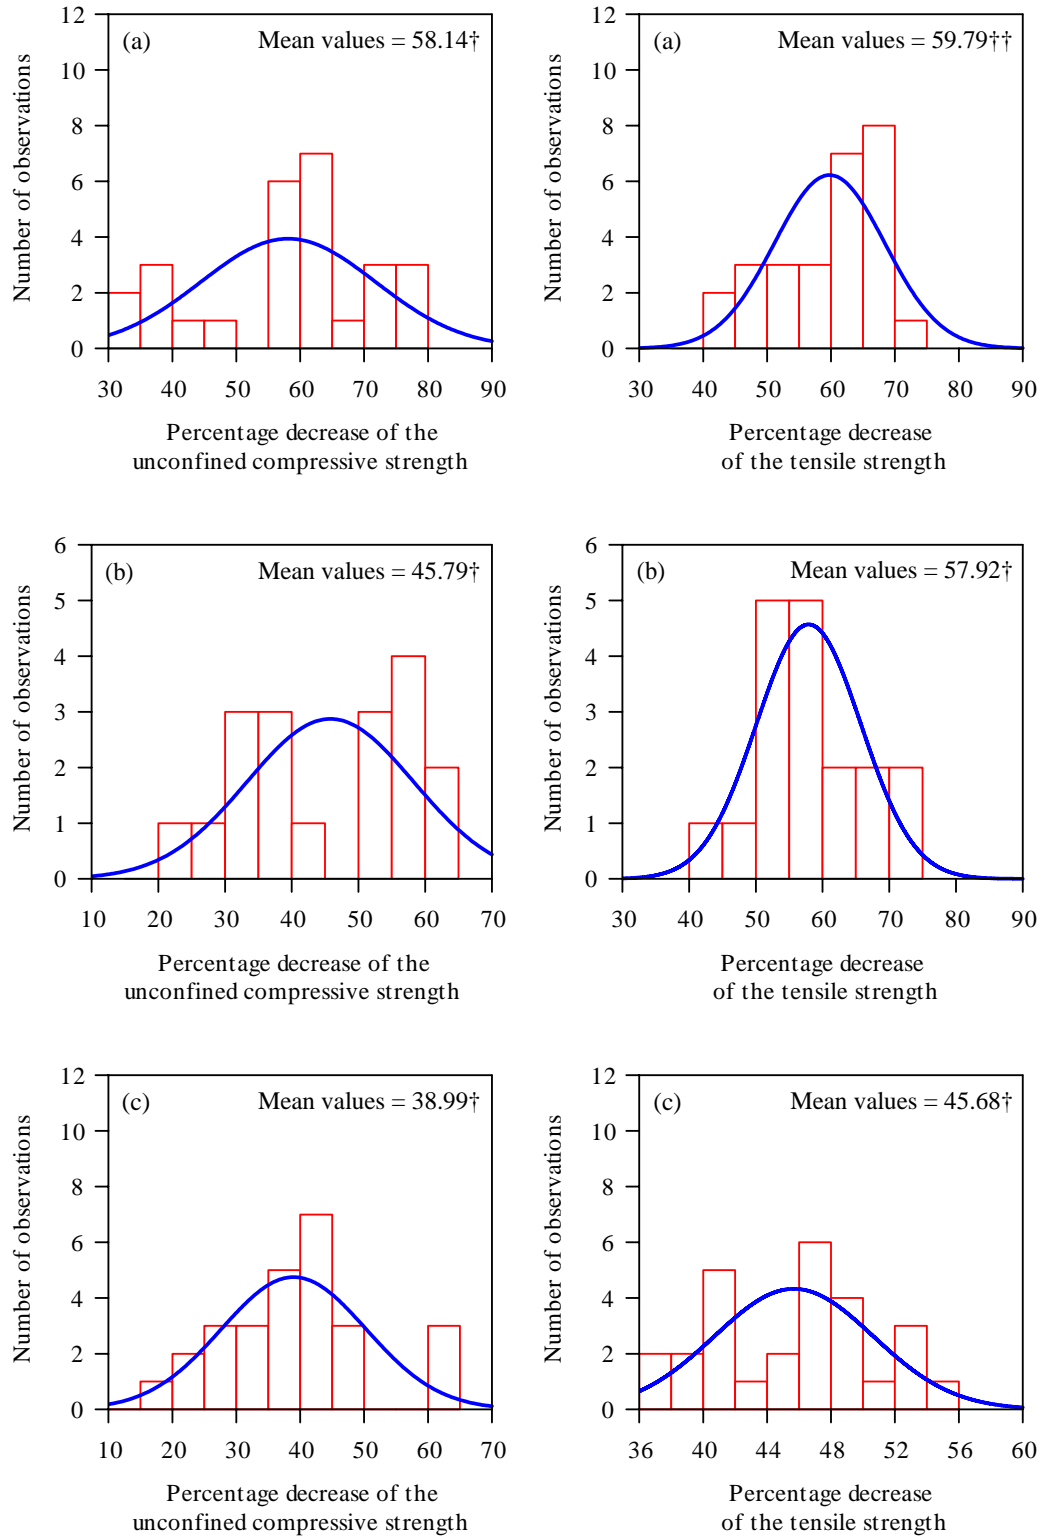 (a)
Mean values = 58.14†
Number of observations
12
10
8
6
4
2
0
30 40 50 60 70 80 90
Percentage decrease of the
unconfined compressive strength
(a)
Mean values = 59.79††
Number of observations
12
10
8
6
4
2
0
30 40 50 60 70 80 90
Percentage decrease
of the tensile strength
(b)
Mean values = 45.79†
Number of observations
6
5
4
3
2
1
0
10 20 30 40 50 60 70
Percentage decrease of the
unconfined compressive strength
(b)
Mean values = 57.92†
Number of observations
6
5
4
3
2
1
0
30 40 50 60 70 80 90
Percentage decrease
of the tensile strength
(c)
Mean values = 38.99†
Number of observations
12
10
8
6
4
2
0
10 20 30 40 50 60 70
Percentage decrease of the
unconfined compressive strength
(c)
Mean values = 45.68†
Number of observations
12
10
8
6
4
2
0
36 40 44 48 52 56 60
Percentage decrease
of the tensile strength